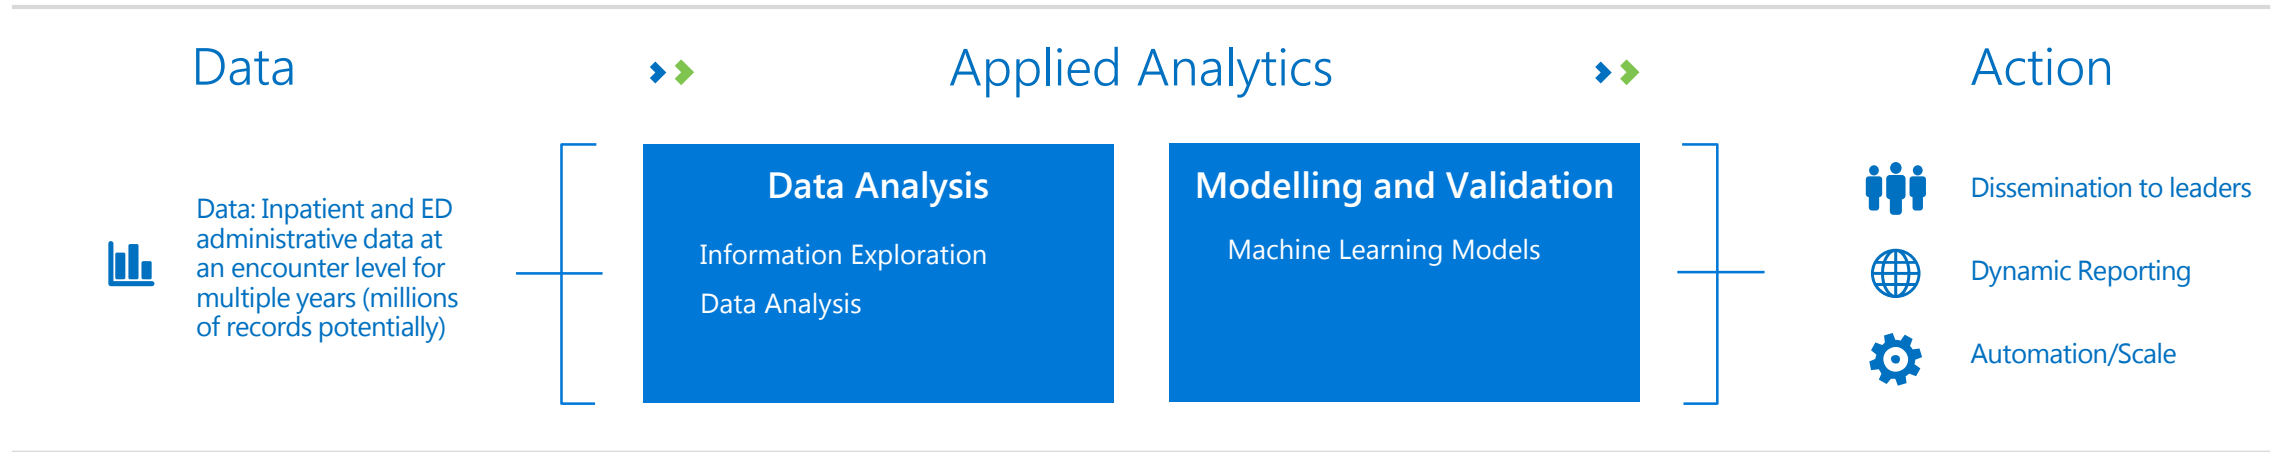 Data
Applied Analytics
Action
Data: Inpatient and ED
administrative data at
an encounter level for
multiple years (millions
of records potentially)
Data Analysis
Information Exploration
Data Analysis
Modelling and Validation
Machine Learning Models
Dissemination to leaders
Dynamic Reporting
Automation/Scale